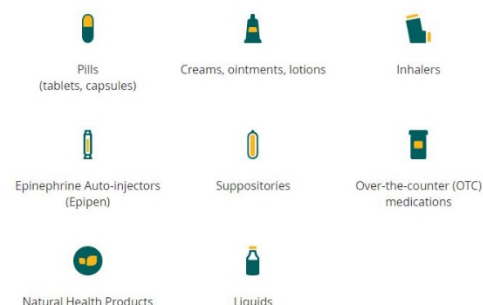 Pills
(tablets, capsules)
Creams, ointments, lotions
Inhalers
Epinephrine Auto-injectors
(Epipen)
Suppositories
Over-the-counter (OTC)
medications
Natural Health Products
Liquids